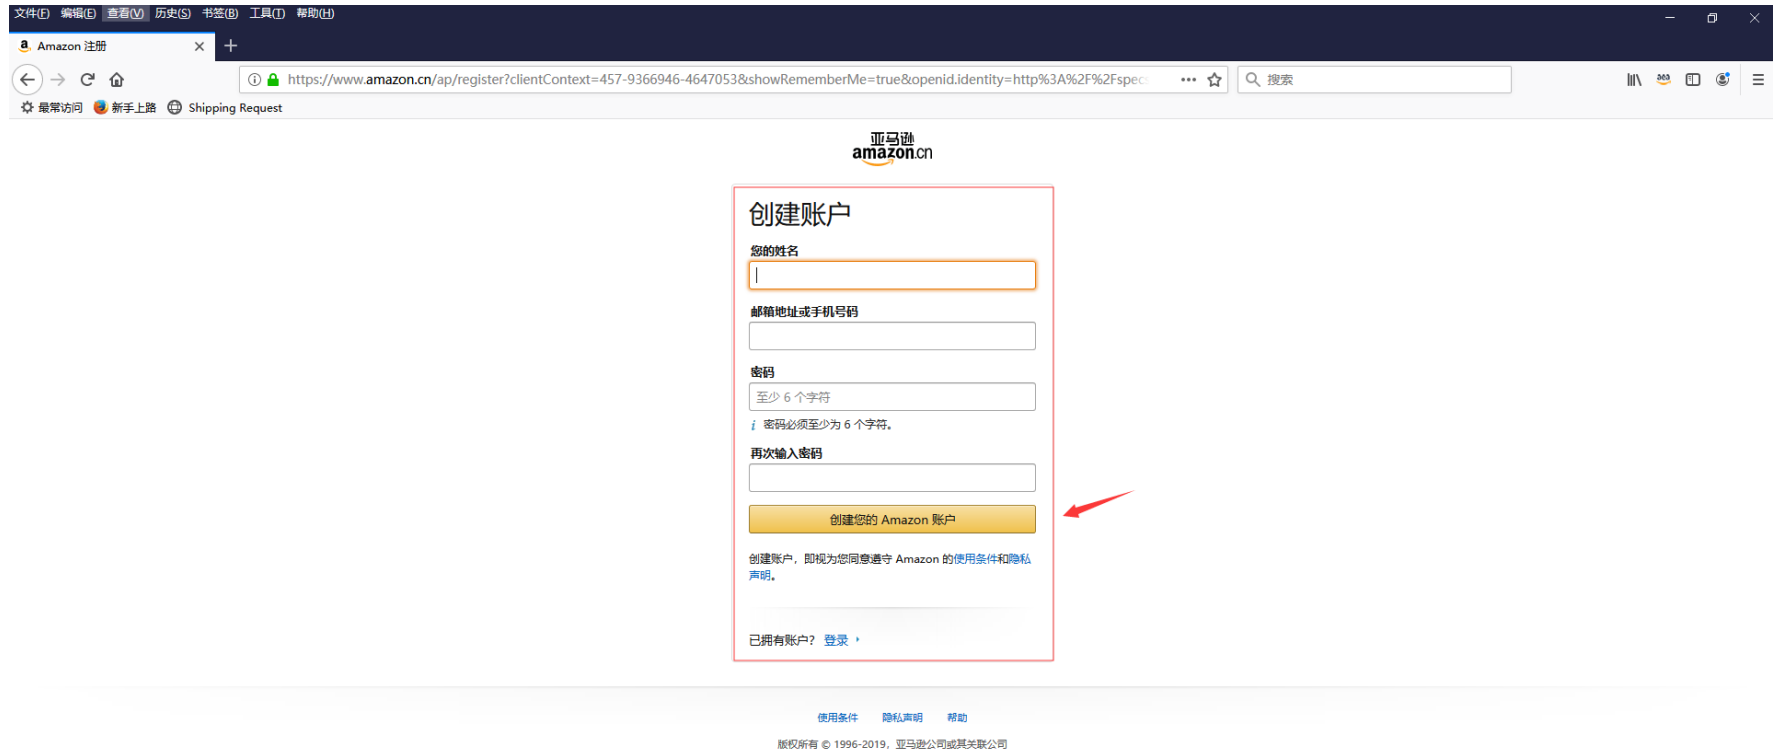 文件(F) 编辑(E) 查看(V) 历史(S) 书签(B) 工具(T) 帮助(H)
a Amazon 注册
https://www.amazon.cn/ap/register?clientContext=457-9366946-4647053&showRememberMe=true&openid.identity=http%3A%2F%2Fspec
搜索
最常访问 新手上路 Shipping Request
亚马逊
amazon.cn
创建账户
您的姓名
邮箱地址或手机号码
密码
至少 6 个字符
i 密码必须至少为 6 个字符。
再次输入密码
创建您的 Amazon 账户
创建账户，即视为您同意遵守 Amazon 的使用条件和隐私
声明。
已拥有账户? 登录
使用条件 隐私声明 帮助
版权所有 © 1996-2019，亚马逊公司或其关联公司